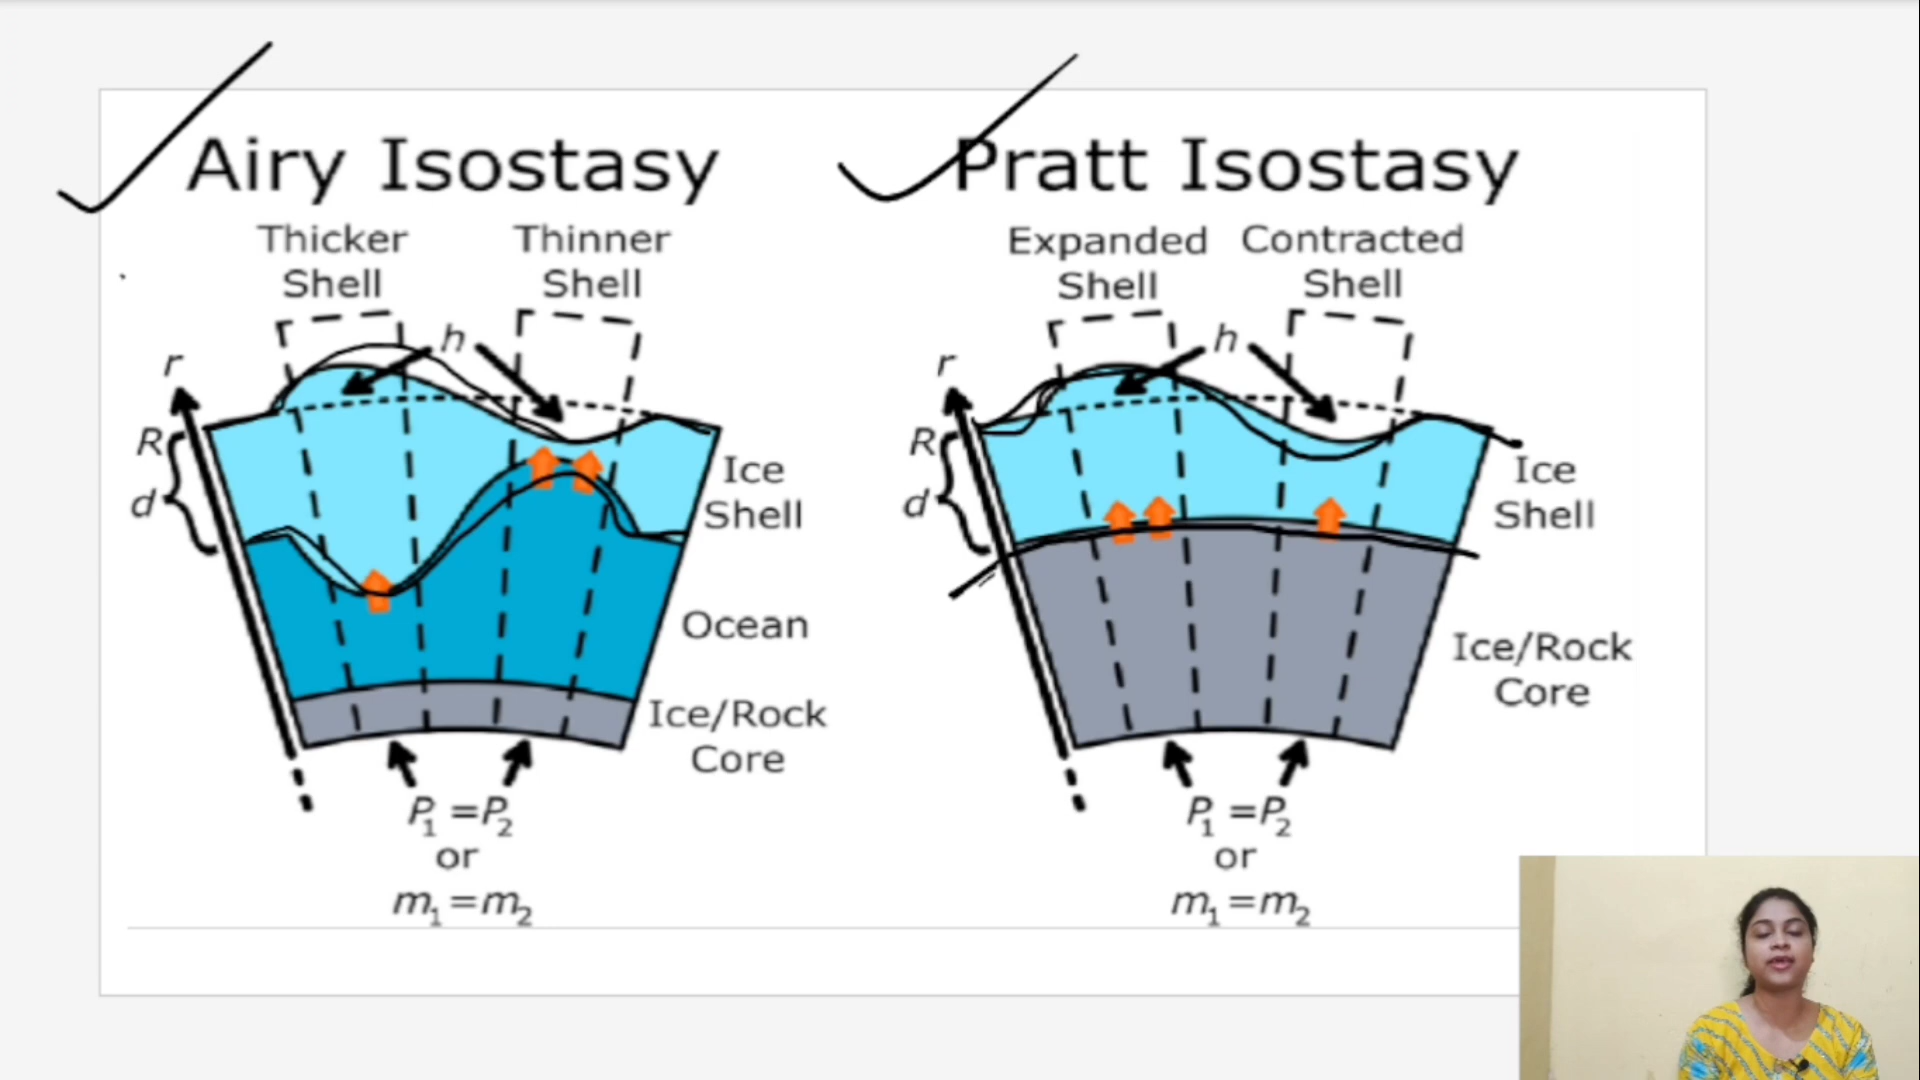 Airy Isostasy
Thicker
Shell
Thinner
Shell
h
r
R
d
Ice
Shell
Ocean
Ice/Rock
Core
P1 =P2
or
m1=m2
Pratt Isostasy
Expanded
Shell
Contracted
Shell
h
r
R
d
Ice
Shell
Ice/Rock
Core
P1 =P2
or
m1=m2